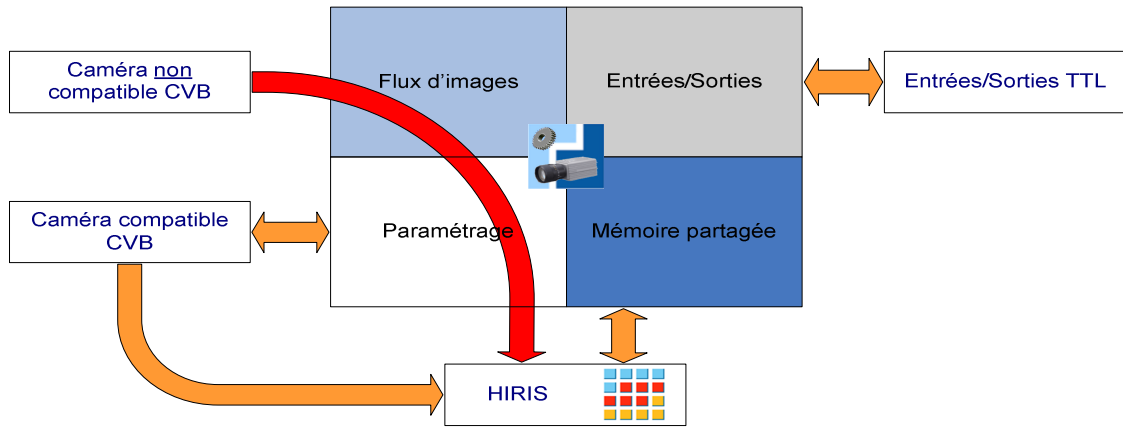 Caméra non
compatible CVB
Flux d’images
Entrées/Sorties
Entrées/Sorties TTL
Caméra compatible
CVB
Paramétrage
Mémoire partagée
HIRIS